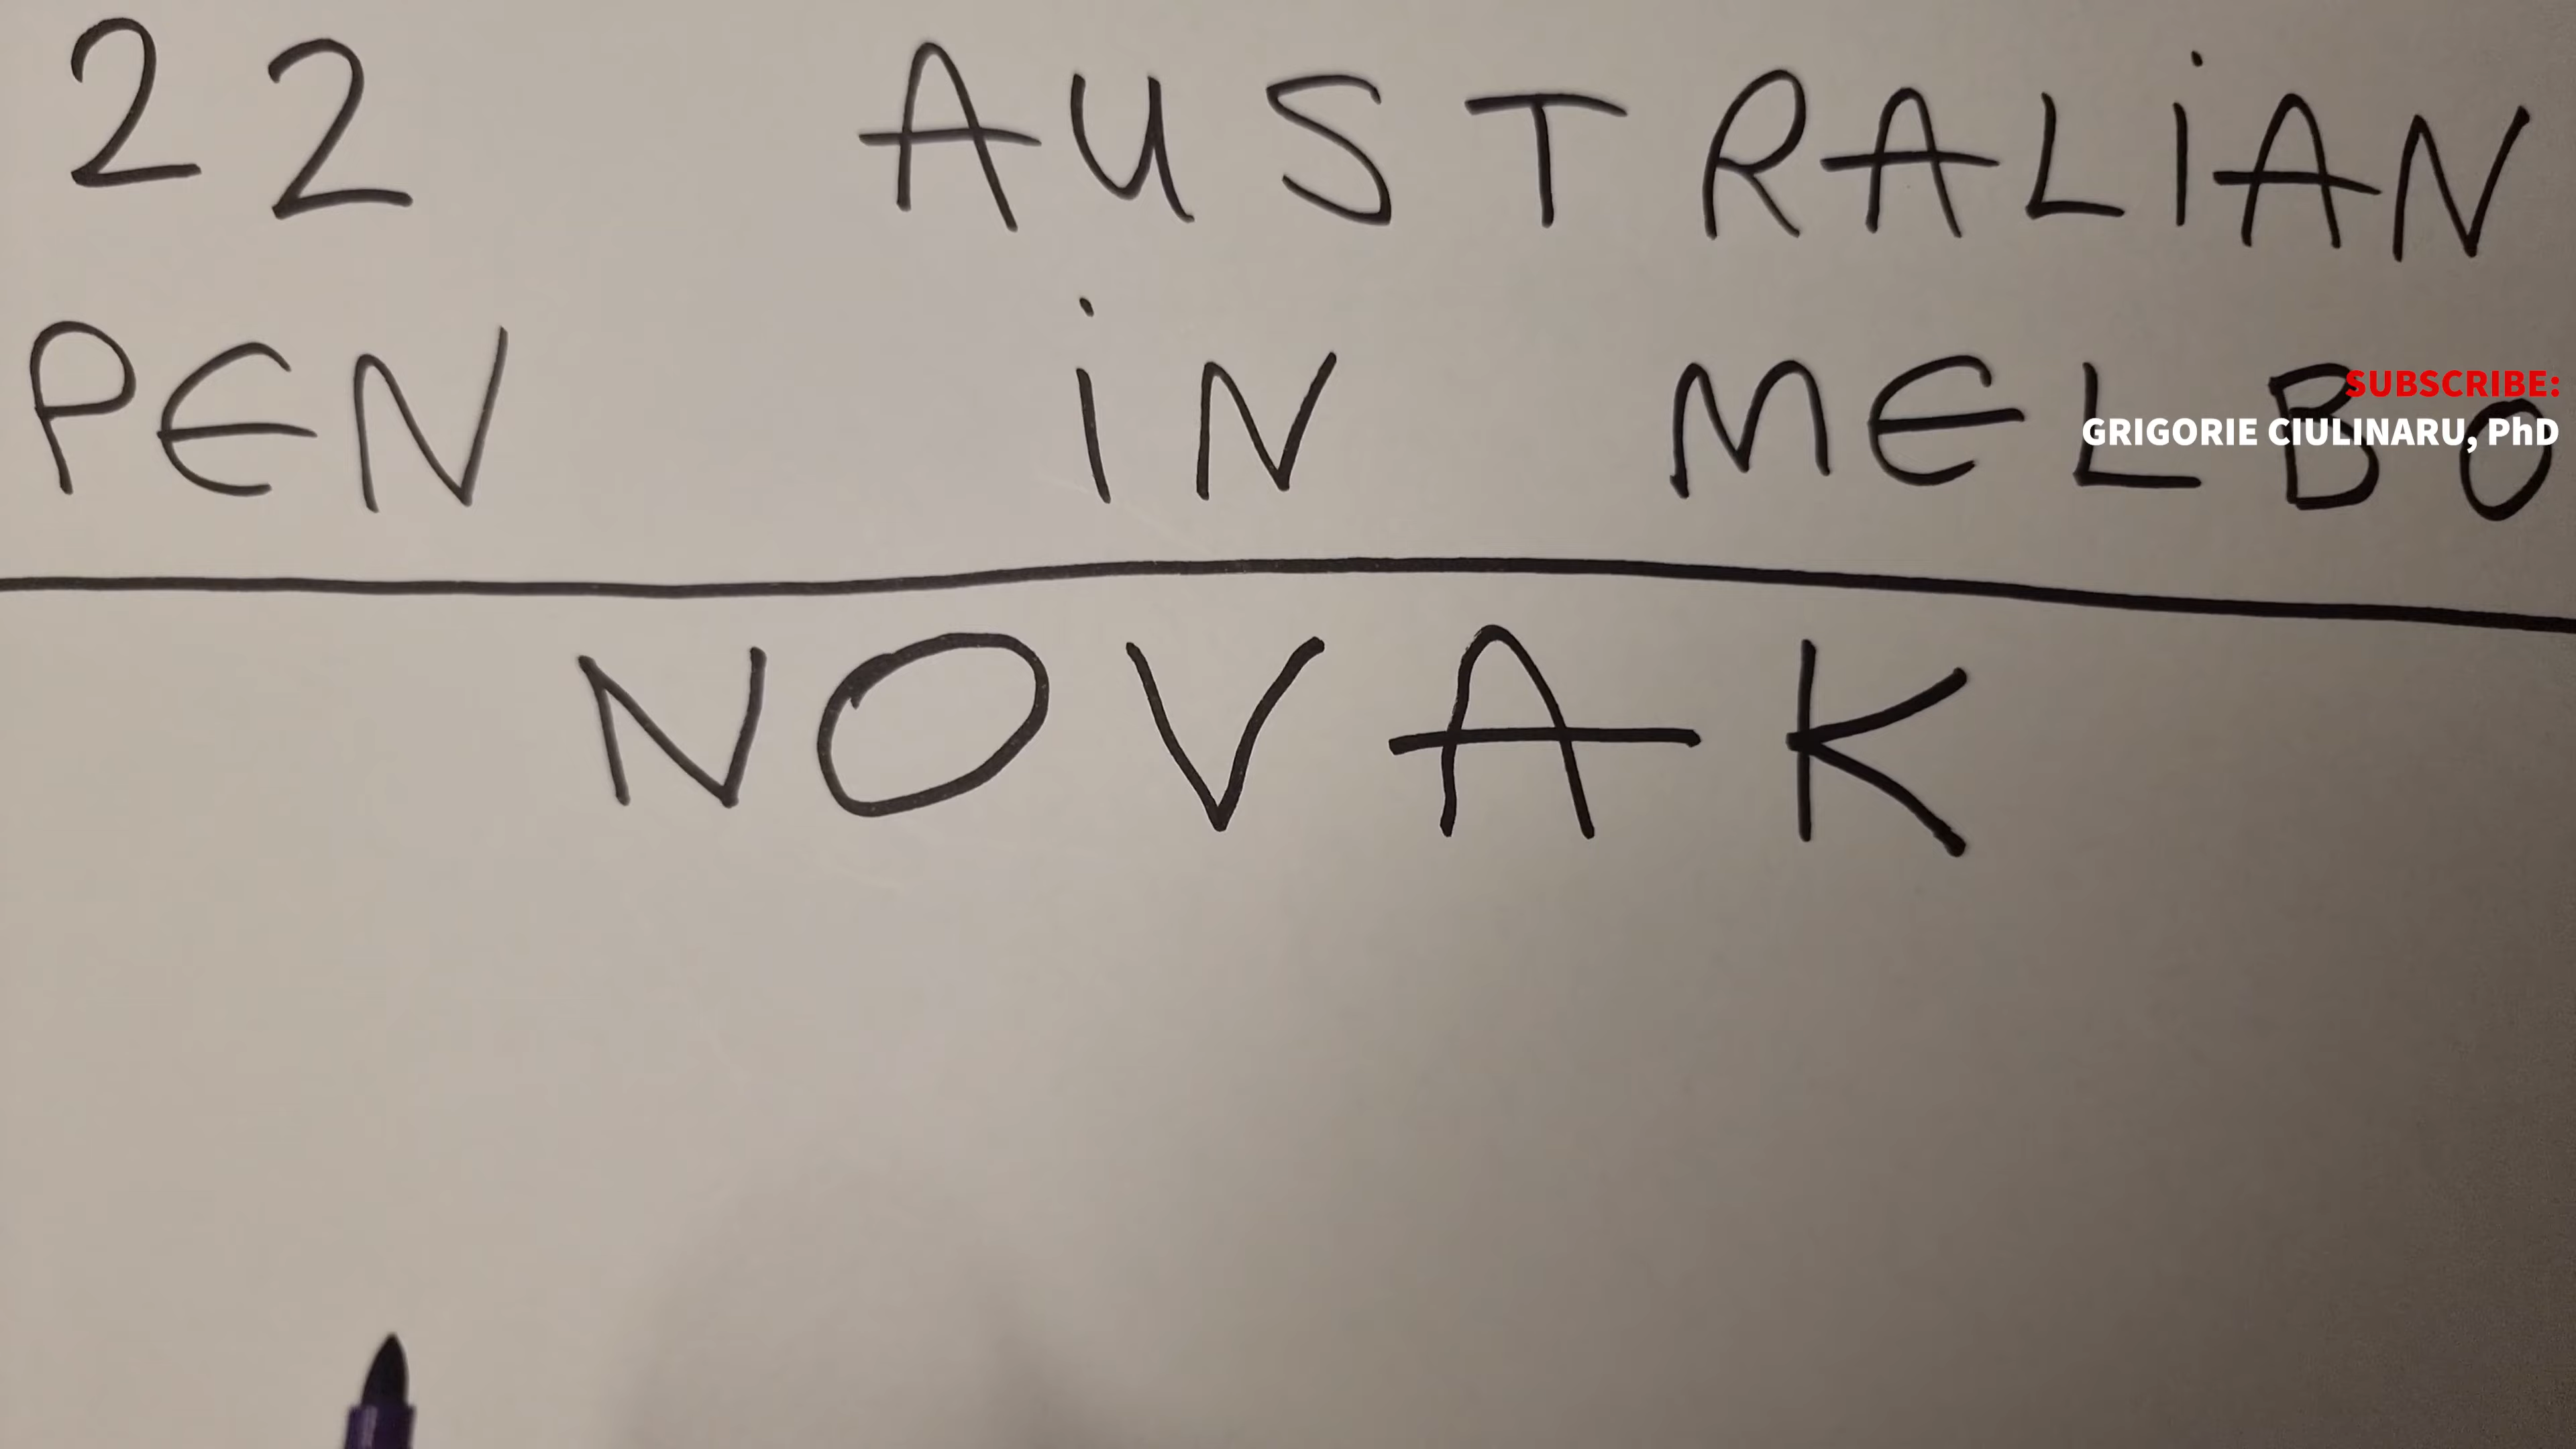 22 AUSTRALIAN
PEN IN MELBO
SUBSCRIBE:
GRIGORIE CIULINARU, PhD
NOVAK